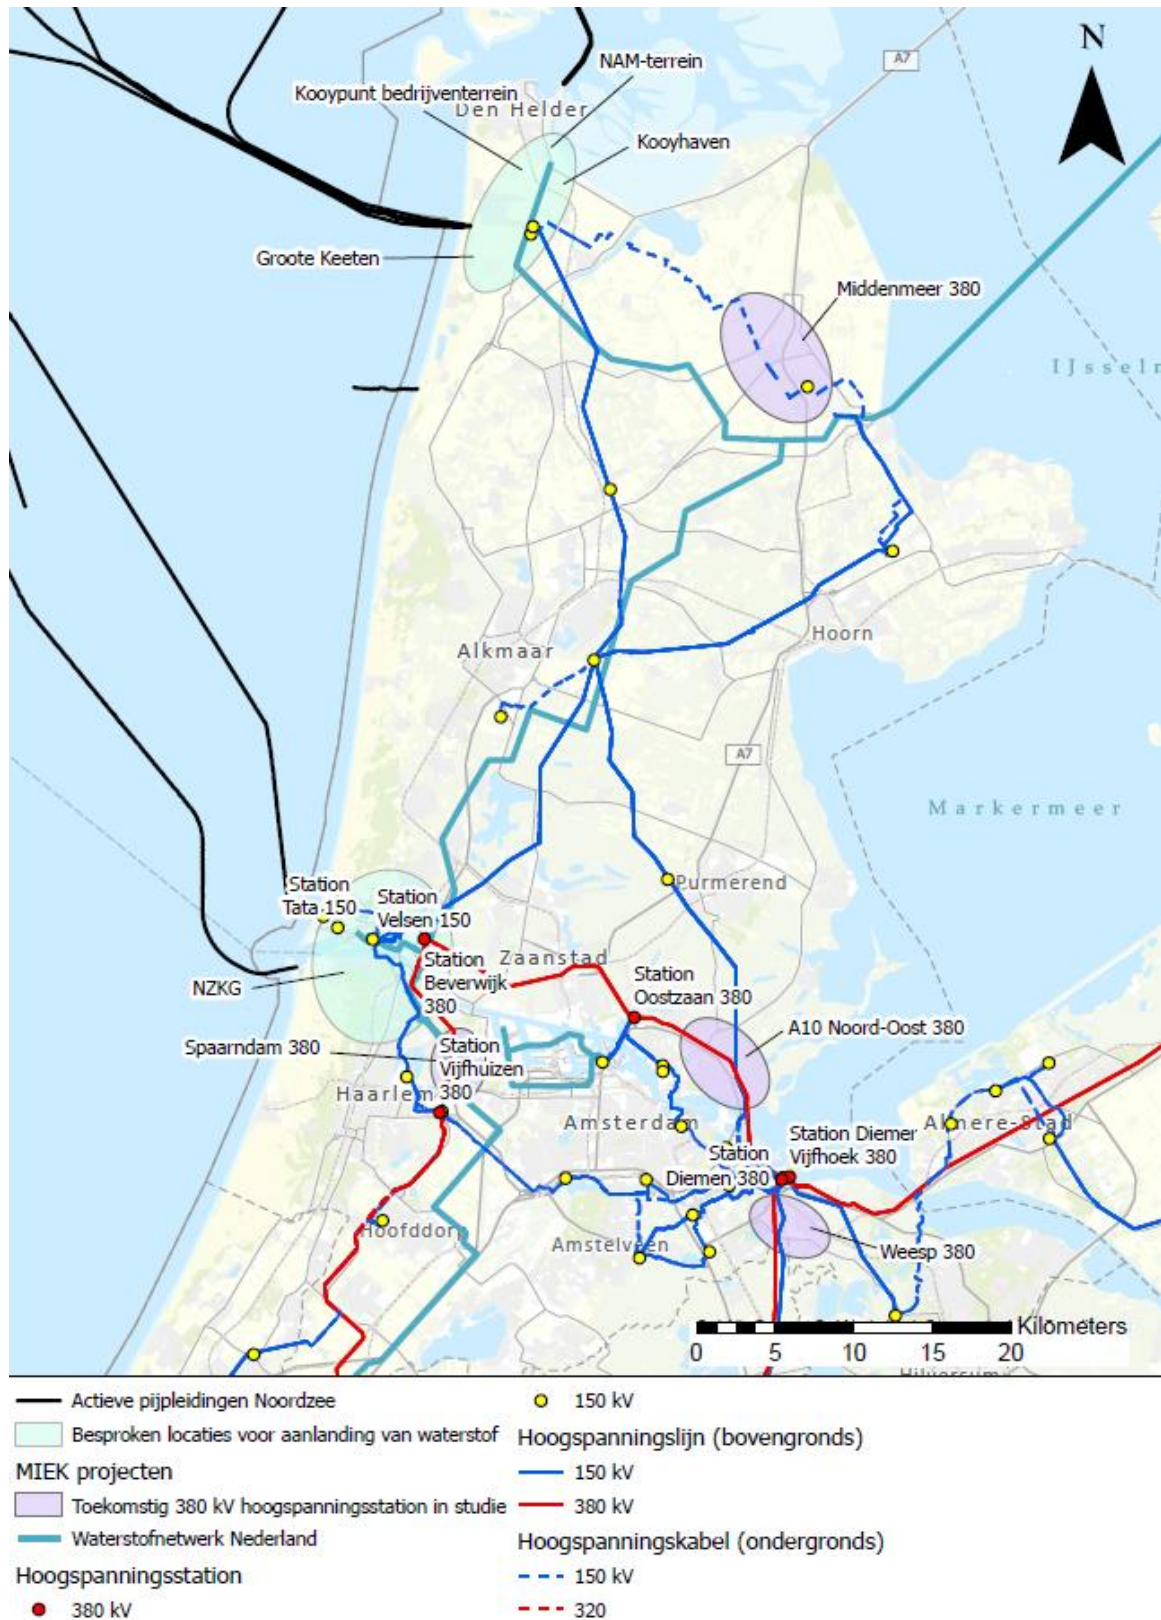 N
A7
NAM-terrein
Kooypunt bedrijventerrein
Den Helder
Kooyhaven
Groote Keeten
Middenmeer 380
IJsselm
Alkmaar
Hoorn
A7
Markermeer
Station
Tata 150
Station
Velsen 150
Purmerend
Zaanstad
Station
Beverwijk
380
Station
Oostzaan 380
NZKG
A10 Noord-Oost 380
Spaarndam 380
Station
Vijfhuizen
380
Haarlem
Amsterdam
Almere-Stad
Station
Diemen 380
Station Diemer
Vijfhoek 380
Hoofddorp
Amstelveen
Weesp 380
Kilometers
0 5 10 15 20
Hilversum
Actieve pijpleidingen Noordzee
Besproken locaties voor aanlanding van waterstof
MIEK projecten
Toekomstig 380 kV hoogspanningsstation in studie
Waterstofnetwerk Nederland
Hoogspanningsstation
380 kV
150 kV
Hoogspanningslijn (bovengronds)
150 kV
380 kV
Hoogspanningskabel (ondergronds)
150 kV
320